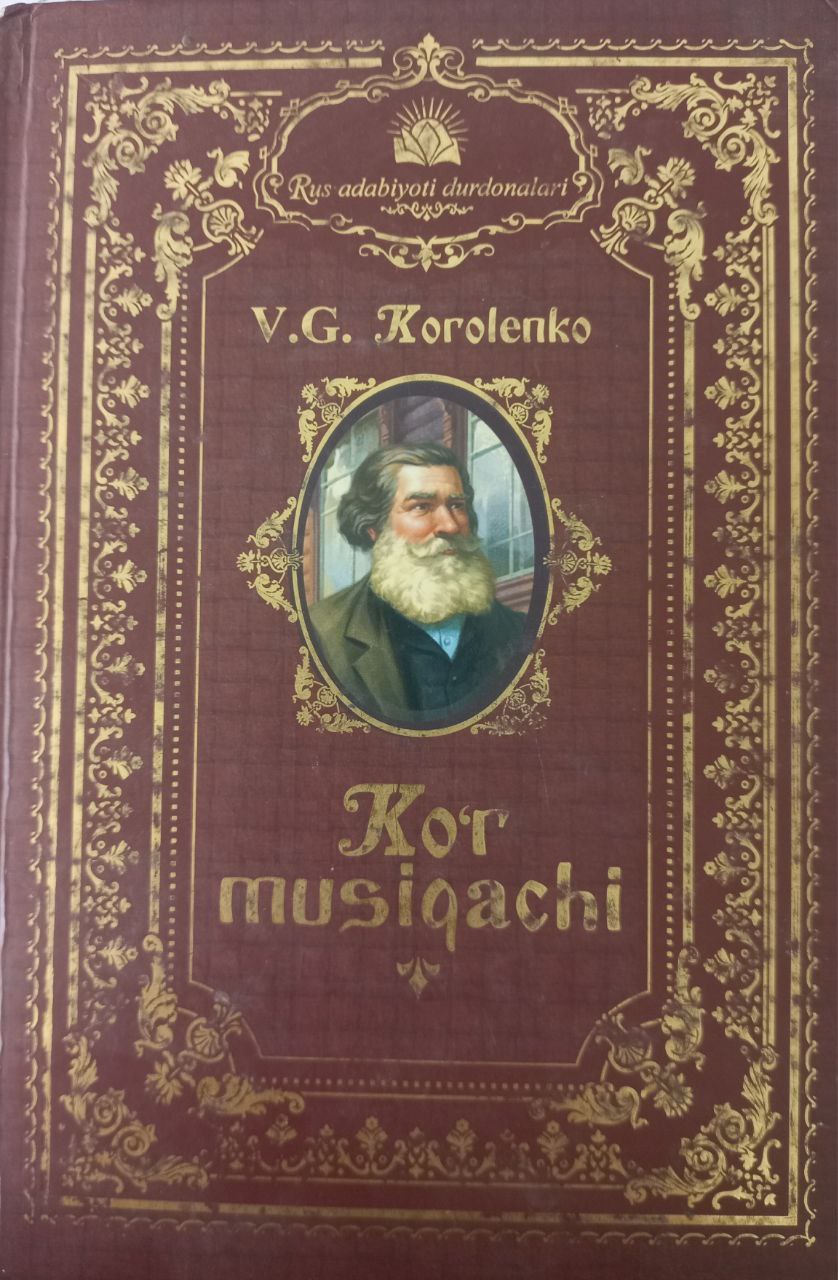 Rus adabiyoti durdonalari
V.G. Korolenko
Ko‘r
musiqachi